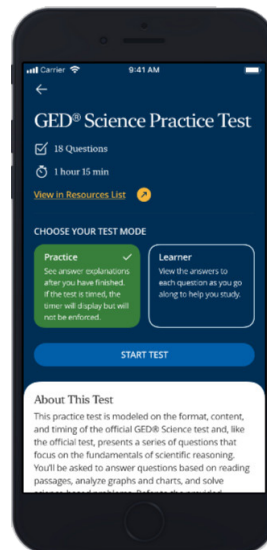 Carrier 9:41 AM
GED® Science Practice Test
18 Questions
1 hour 15 min
View in Resources List
CHOOSE YOUR TEST MODE
Practice
See answer explanations
after you have finished.
If the test is timed, the
timer will display but will
not be enforced.
Learner
View the answers to
each question as you go
along to help you study.
START TEST
About This Test
This practice test is modeled on the format, content,
and timing of the official GED® Science test and, like
the official test, presents a series of questions that
focus on the fundamentals of scientific reasoning.
You'll be asked to answer questions based on reading
passages, analyze graphs and charts, and solve